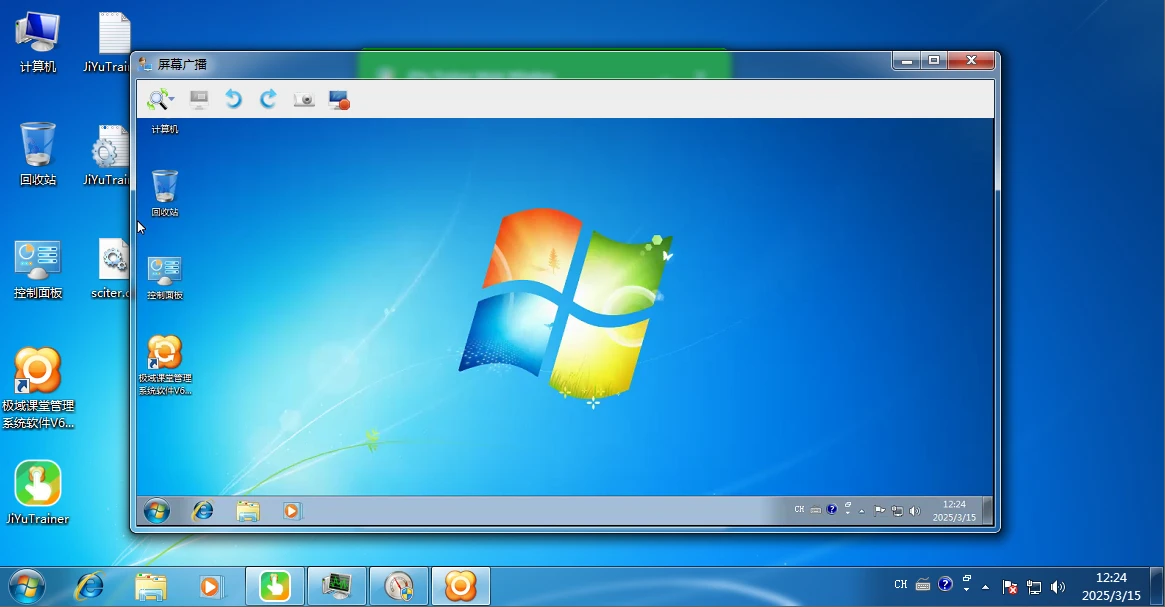 计算机
JiYuTrai
回收站
JiYuTrai
控制面板
sciter.
极域课堂管理
系统软件V6...
JiYuTrainer
屏幕广播
计算机
回收站
控制面板
极域课堂管理
系统软件V6...
CH
12:24
2025/3/15
CH
12:24
2025/3/15